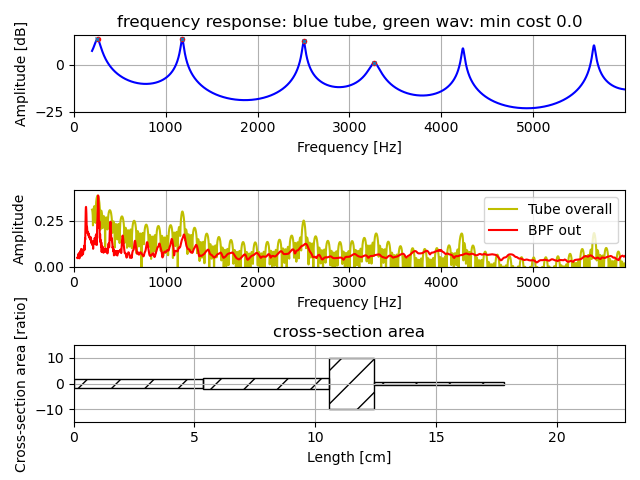 frequency response: blue tube, green wav: min cost 0.0
Amplitude [dB]
0
−25
0 1000 2000 3000 4000 5000
Frequency [Hz]
Amplitude
0.25
0.00
Tube overall
BPF out
0 1000 2000 3000 4000 5000
Frequency [Hz]
cross-section area
Cross-section area [ratio]
10
0
−10
0 5 10 15 20
Length [cm]